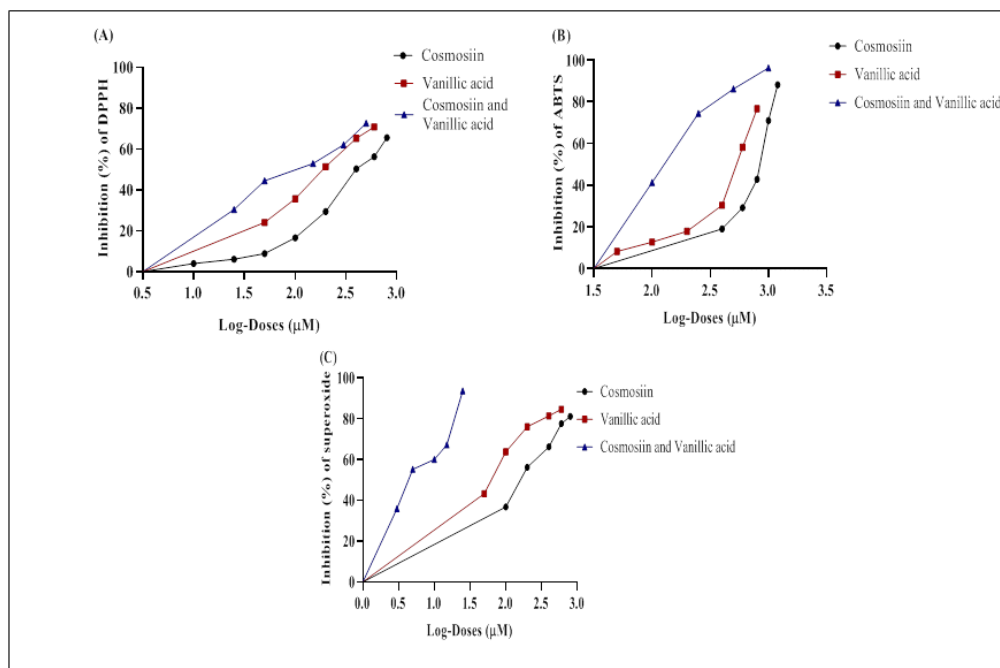 (A)
Cosmosiin
Vanillic acid
Cosmosiin and
Vanillic acid
Inhibition (%) of DPPH
100
80
60
40
20
0
0.5 1.0 1.5 2.0 2.5 3.0
Log-Doses (µM)
(B)
Cosmosiin
Vanillic acid
Cosmosiin and Vanillic acid
Inhibition (%) of ABTS
100
80
60
40
20
0
1.5 2.0 2.5 3.0 3.5
Log-Doses (µM)
(C)
Cosmosiin
Vanillic acid
Cosmosiin and Vanillic acid
Inhibition (%) of superoxide
100
80
60
40
20
0
0.0 0.5 1.0 1.5 2.0 2.5 3.0
Log-Doses (µM)